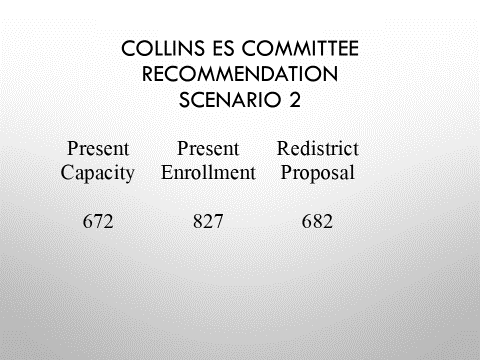 COLLINS ES COMMITTEE
RECOMMENDATION
SCENARIO 2
Present Present Redistrict
Capacity Enrollment Proposal
672 827 682